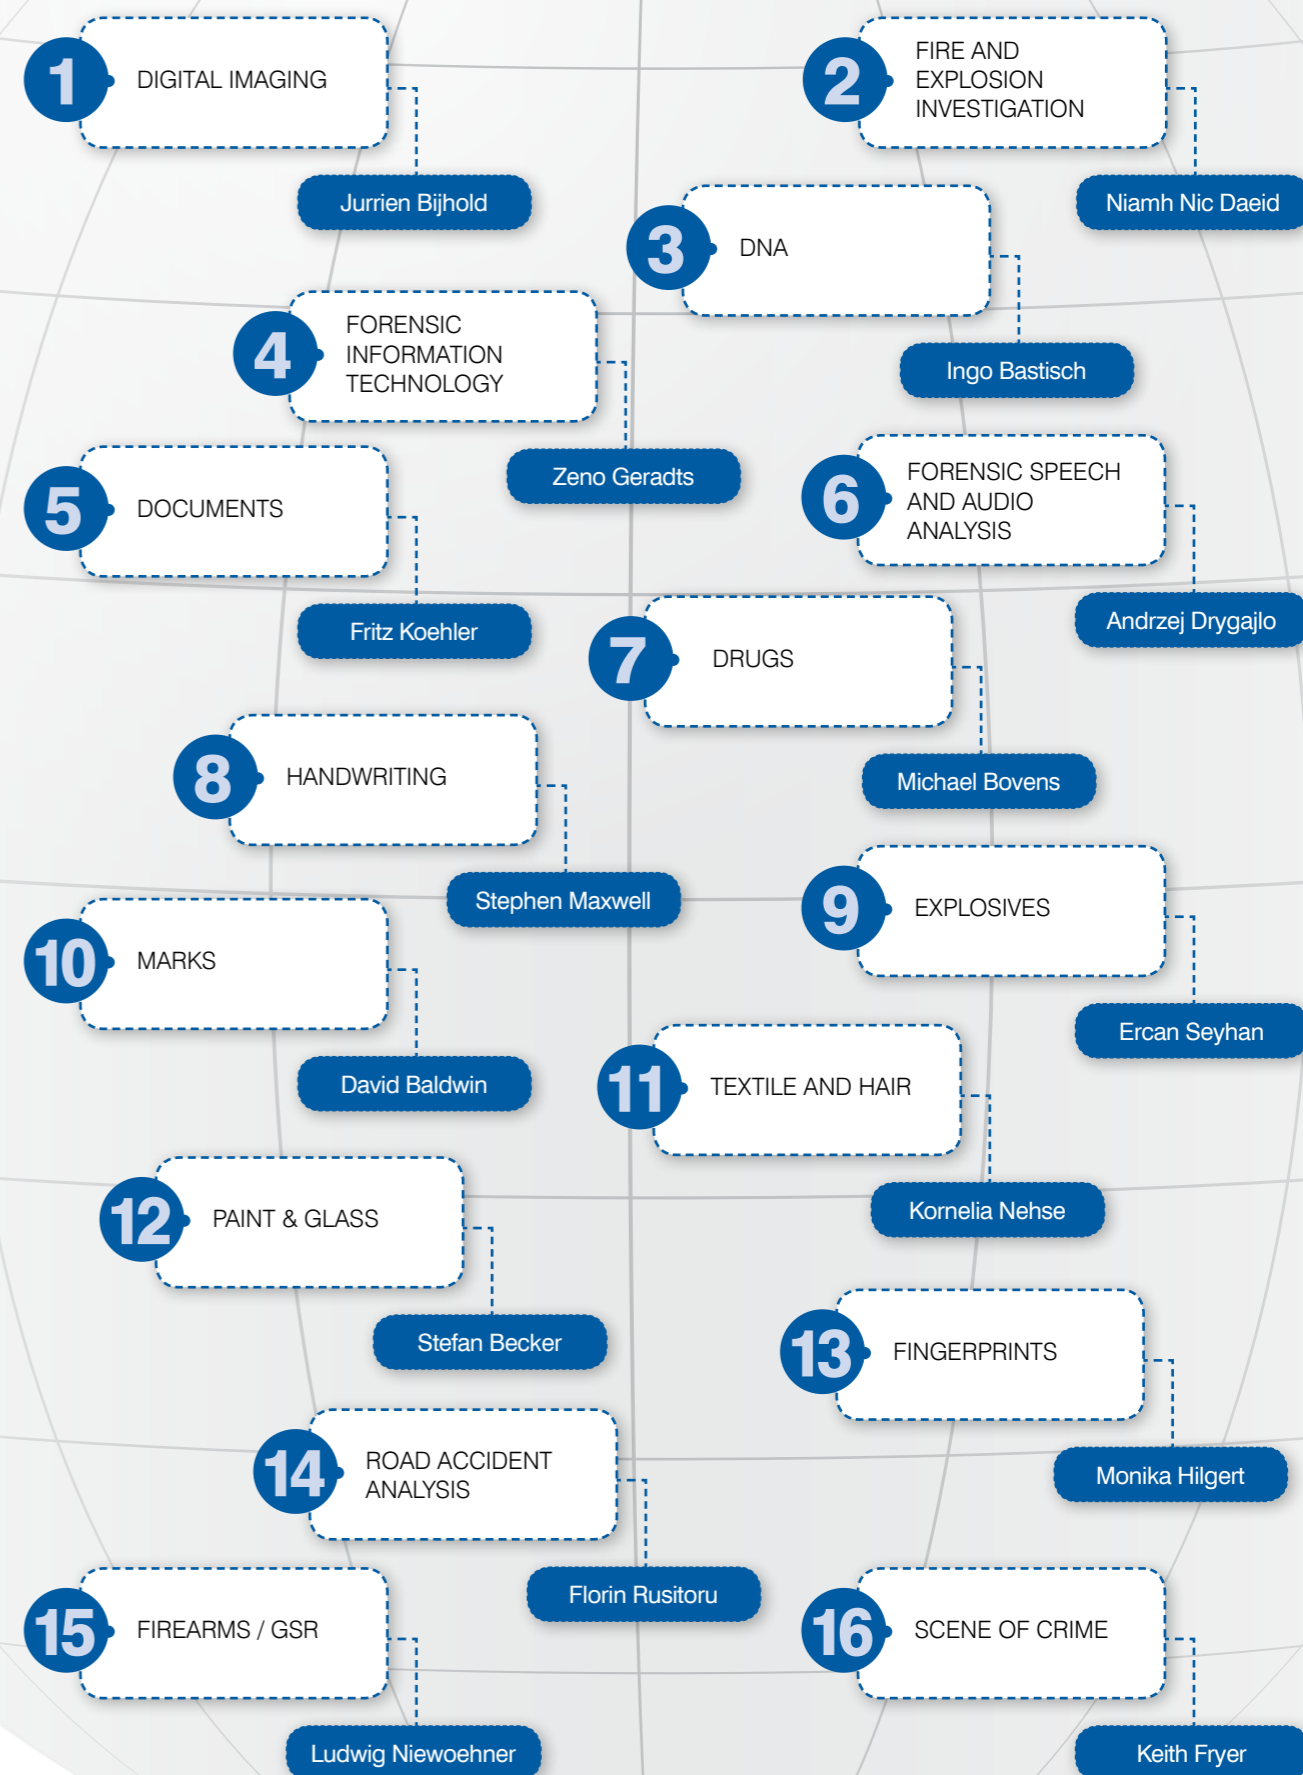 1
DIGITAL IMAGING
Jurrien Bijhold
2
FIRE AND
EXPLOSION
INVESTIGATION
Niamh Nic Daeid
3
DNA
Ingo Bastisch
4
FORENSIC
INFORMATION
TECHNOLOGY
Zeno Geradts
5
DOCUMENTS
Fritz Koehler
6
FORENSIC SPEECH
AND AUDIO
ANALYSIS
Andrzej Drygajlo
7
DRUGS
Michael Bovens
8
HANDWRITING
Stephen Maxwell
9
EXPLOSIVES
Ercan Seyhan
10
MARKS
David Baldwin
11
TEXTILE AND HAIR
Kornelia Nehse
12
PAINT & GLASS
Stefan Becker
13
FINGERPRINTS
Monika Hilgert
14
ROAD ACCIDENT
ANALYSIS
Florin Rusitoru
15
FIREARMS / GSR
Ludwig Niewoehner
16
SCENE OF CRIME
Keith Fryer